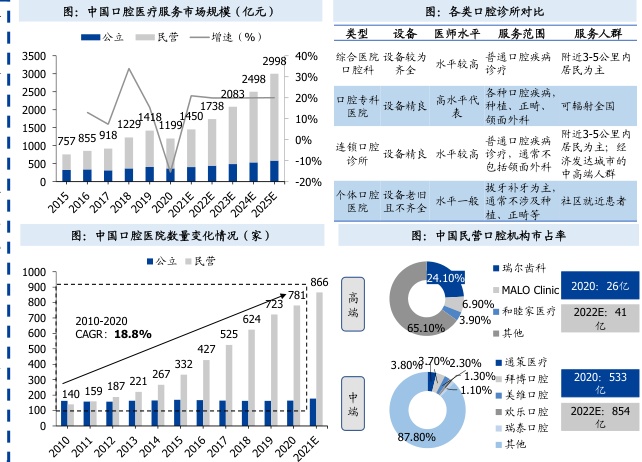 图：中国口腔医疗服务市场规模（亿元）
公立 民营 增速（%）
3500
3000
2500
2000
1500
1000
500
0
40%
30%
20%
10%
0%
-10%
-20%
757 855 918 1229 1418 1199 1450 1738 2083 2498 2998
2015 2016 2017 2018 2019 2020 2021E 2022E 2023E 2024E 2025E
图：各类口腔诊所对比
类型 设备 医师水平 服务范围 服务人群
综合医院口腔科 设备较为齐全 水平较高 普通口腔疾病诊疗 附近3-5公里内居民为主
口腔专科医院 设备精良 高水平代表 各种口腔疾病，种植、正畸、颌面外科 可辐射全国
连锁口腔诊所 设备精良 水平较高 普通口腔疾病诊疗，通常不包括颌面外科 附近3-5公里内居民为主；经济发达城市的中高端人群
个体口腔医院 设备老旧且不齐全 水平一般 拔牙补牙为主，通常不涉及种植、正畸等 社区就近患者
图：中国口腔医院数量变化情况（家）
公立 民营
1000
900
800
700
600
500
400
300
200
100
0
2010-2020
CAGR：18.8%
140 159 187 221 267 332 427 525 624 723 781 866
2010 2011 2012 2013 2014 2015 2016 2017 2018 2019 2020 2021E
图：中国民营口腔机构市占率
高端
24.10%
6.90%
3.90%
65.10%
瑞尔齿科
MALO Clinic
和睦家医疗
其他
2020：26亿
2022E：41亿
中端
3.80%
3.70%
2.30%
1.30%
1.10%
87.80%
通策医疗
拜博口腔
美维口腔
欢乐口腔
瑞泰口腔
其他
2020：533亿
2022E：854亿